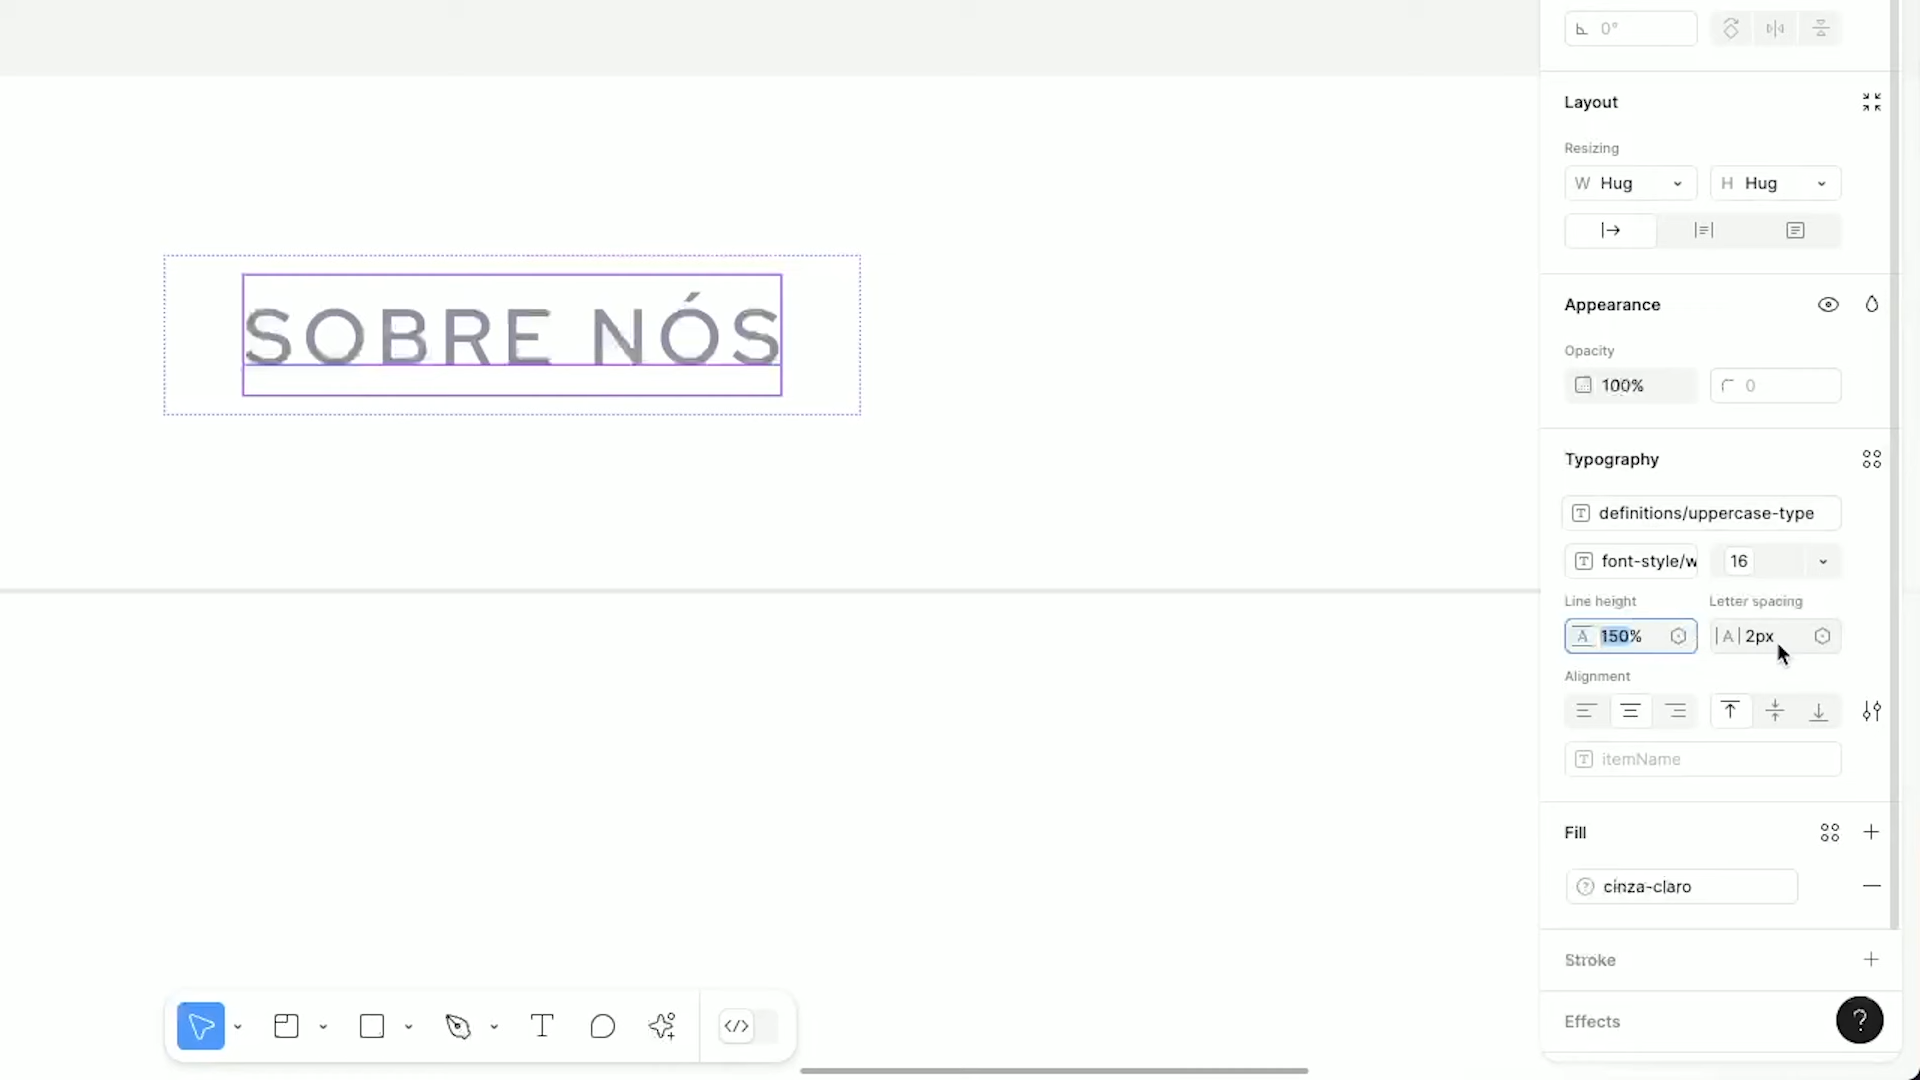 0°
Layout
Resizing
W Hug H Hug
SOBRE NÓS
Appearance
Opacity
100% 0
Typography
definitions/uppercase-type
font-style/w 16
Line height Letter spacing
A 150% |A| 2px
Alignment
itemName
Fill
cinza-claro
Stroke
Effects